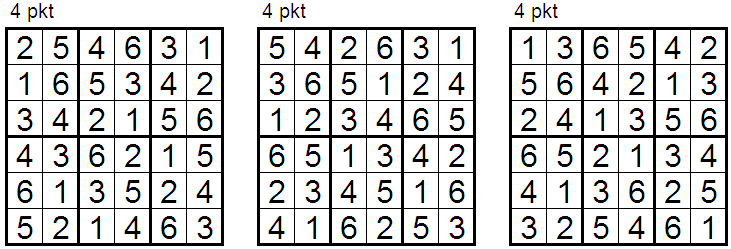 4 pkt
2 5 4 6 3 1
1 6 5 3 4 2
3 4 2 1 5 6
4 3 6 2 1 5
6 1 3 5 2 4
5 2 1 4 6 3
4 pkt
5 4 2 6 3 1
3 6 5 1 2 4
1 2 3 4 6 5
6 5 1 3 4 2
2 3 4 5 1 6
4 1 6 2 5 3
4 pkt
1 3 6 5 4 2
5 6 4 2 1 3
2 4 1 3 5 6
6 5 2 1 3 4
4 1 3 6 2 5
3 2 5 4 6 1